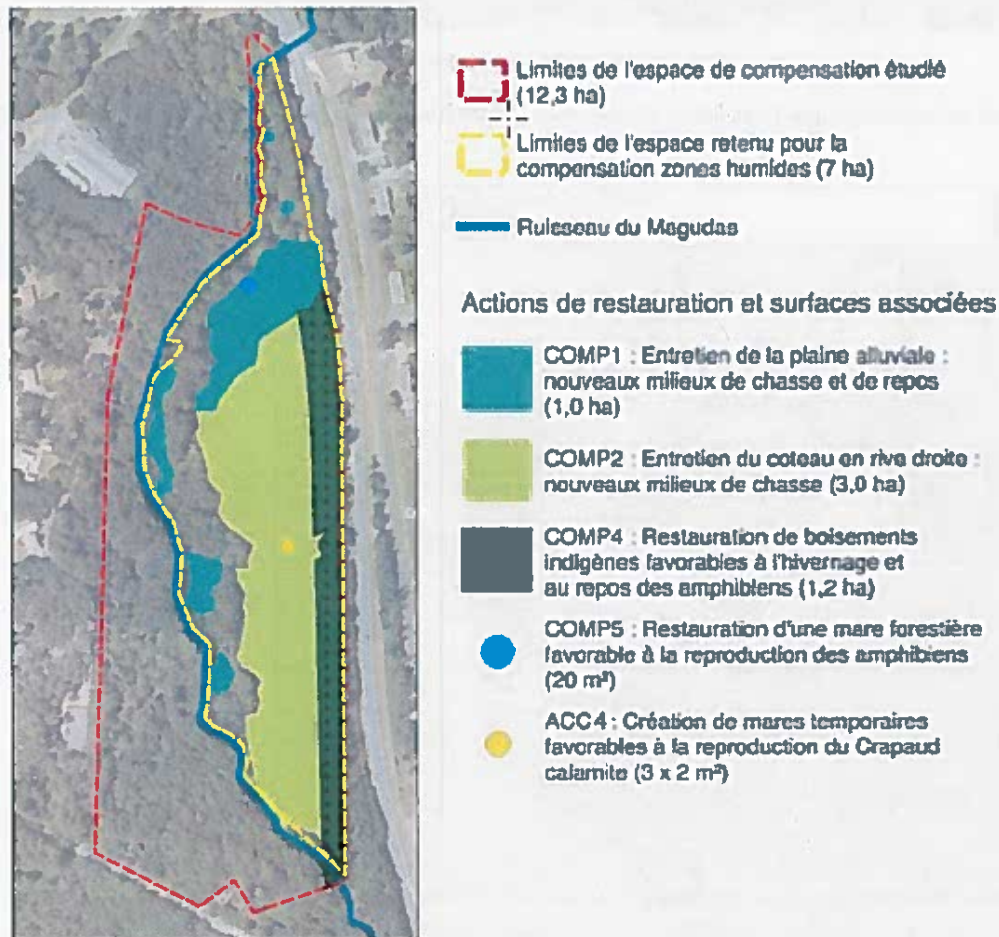 Limites de l'espace de compensation étudié
(12,3 ha)
Limites de l'espace retenu pour la
compensation zones humides (7 ha)
Ruisseau du Magudas
Actions de restauration et surfaces associées
COMP1 : Entretien de la plaine alluviale :
nouveaux milieux de chasse et de repos
(1,0 ha)
COMP2 : Entretien du coteau en rive droite :
nouveaux milieux de chasse (3,0 ha)
COMP4 : Restauration de boisements
indigènes favorables à l'hivernage et
au repos des amphibiens (1,2 ha)
COMP5 : Restauration d'une mare forestière
favorable à la reproduction des amphibiens
(20 m²)
ACC4 : Création de mares temporaires
favorables à la reproduction du Crapaud
calamite (3 x 2 m²)